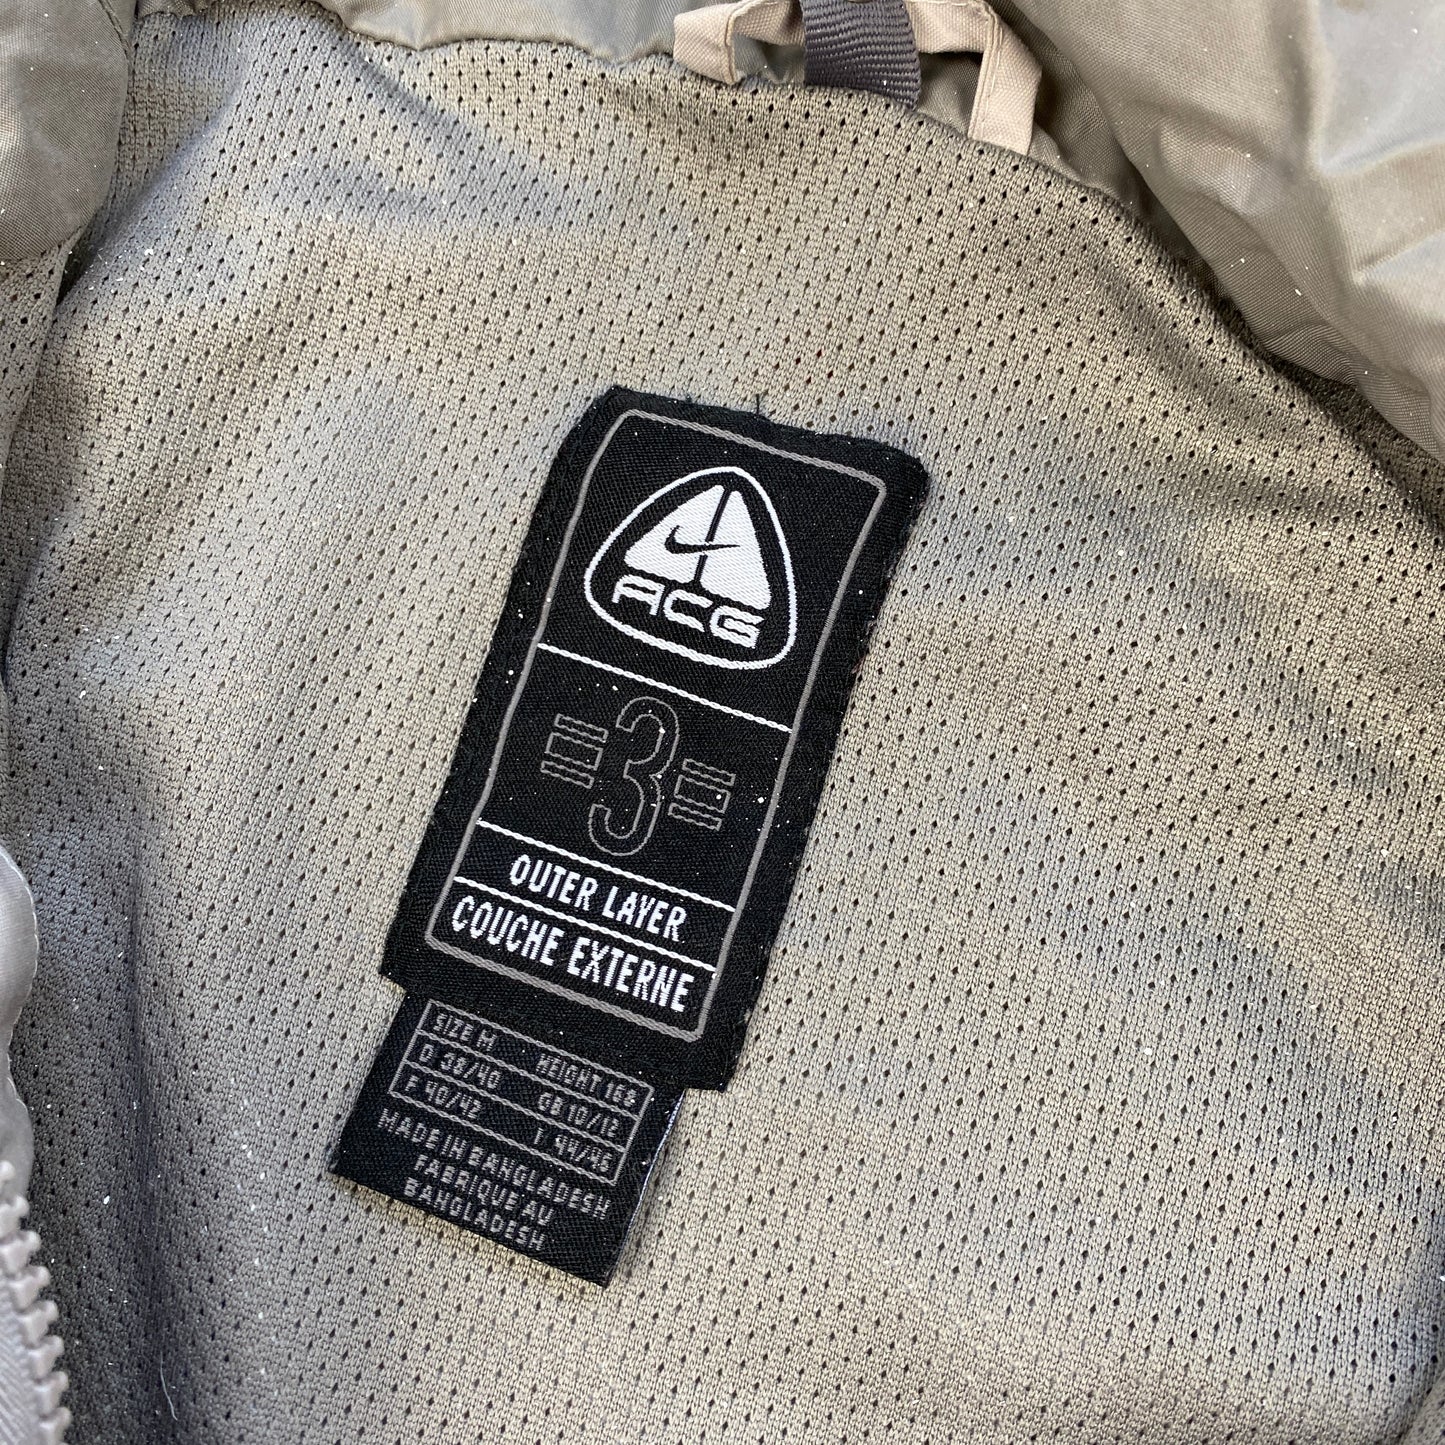 ACG
3
OUTER LAYER
COUCHE EXTERNE
SIZE M HEIGHT 168
D 38/40 GB 10/12
F 40/42 I 44/46
MADE IN BANGLADESH
FABRIQUE AU
BANGLADESH